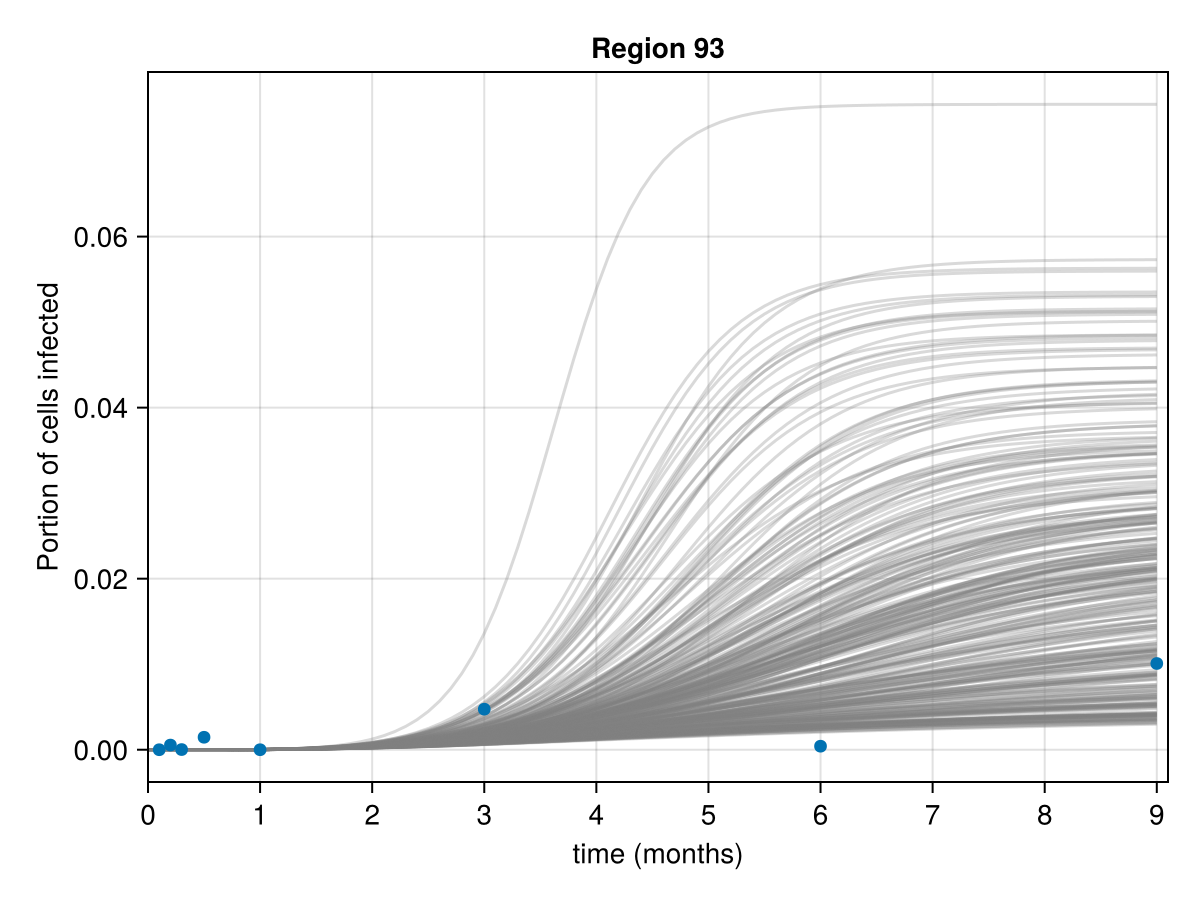 Region 93
Portion of cells infected
0.06
0.04
0.02
0.00
0 1 2 3 4 5 6 7 8 9
time (months)